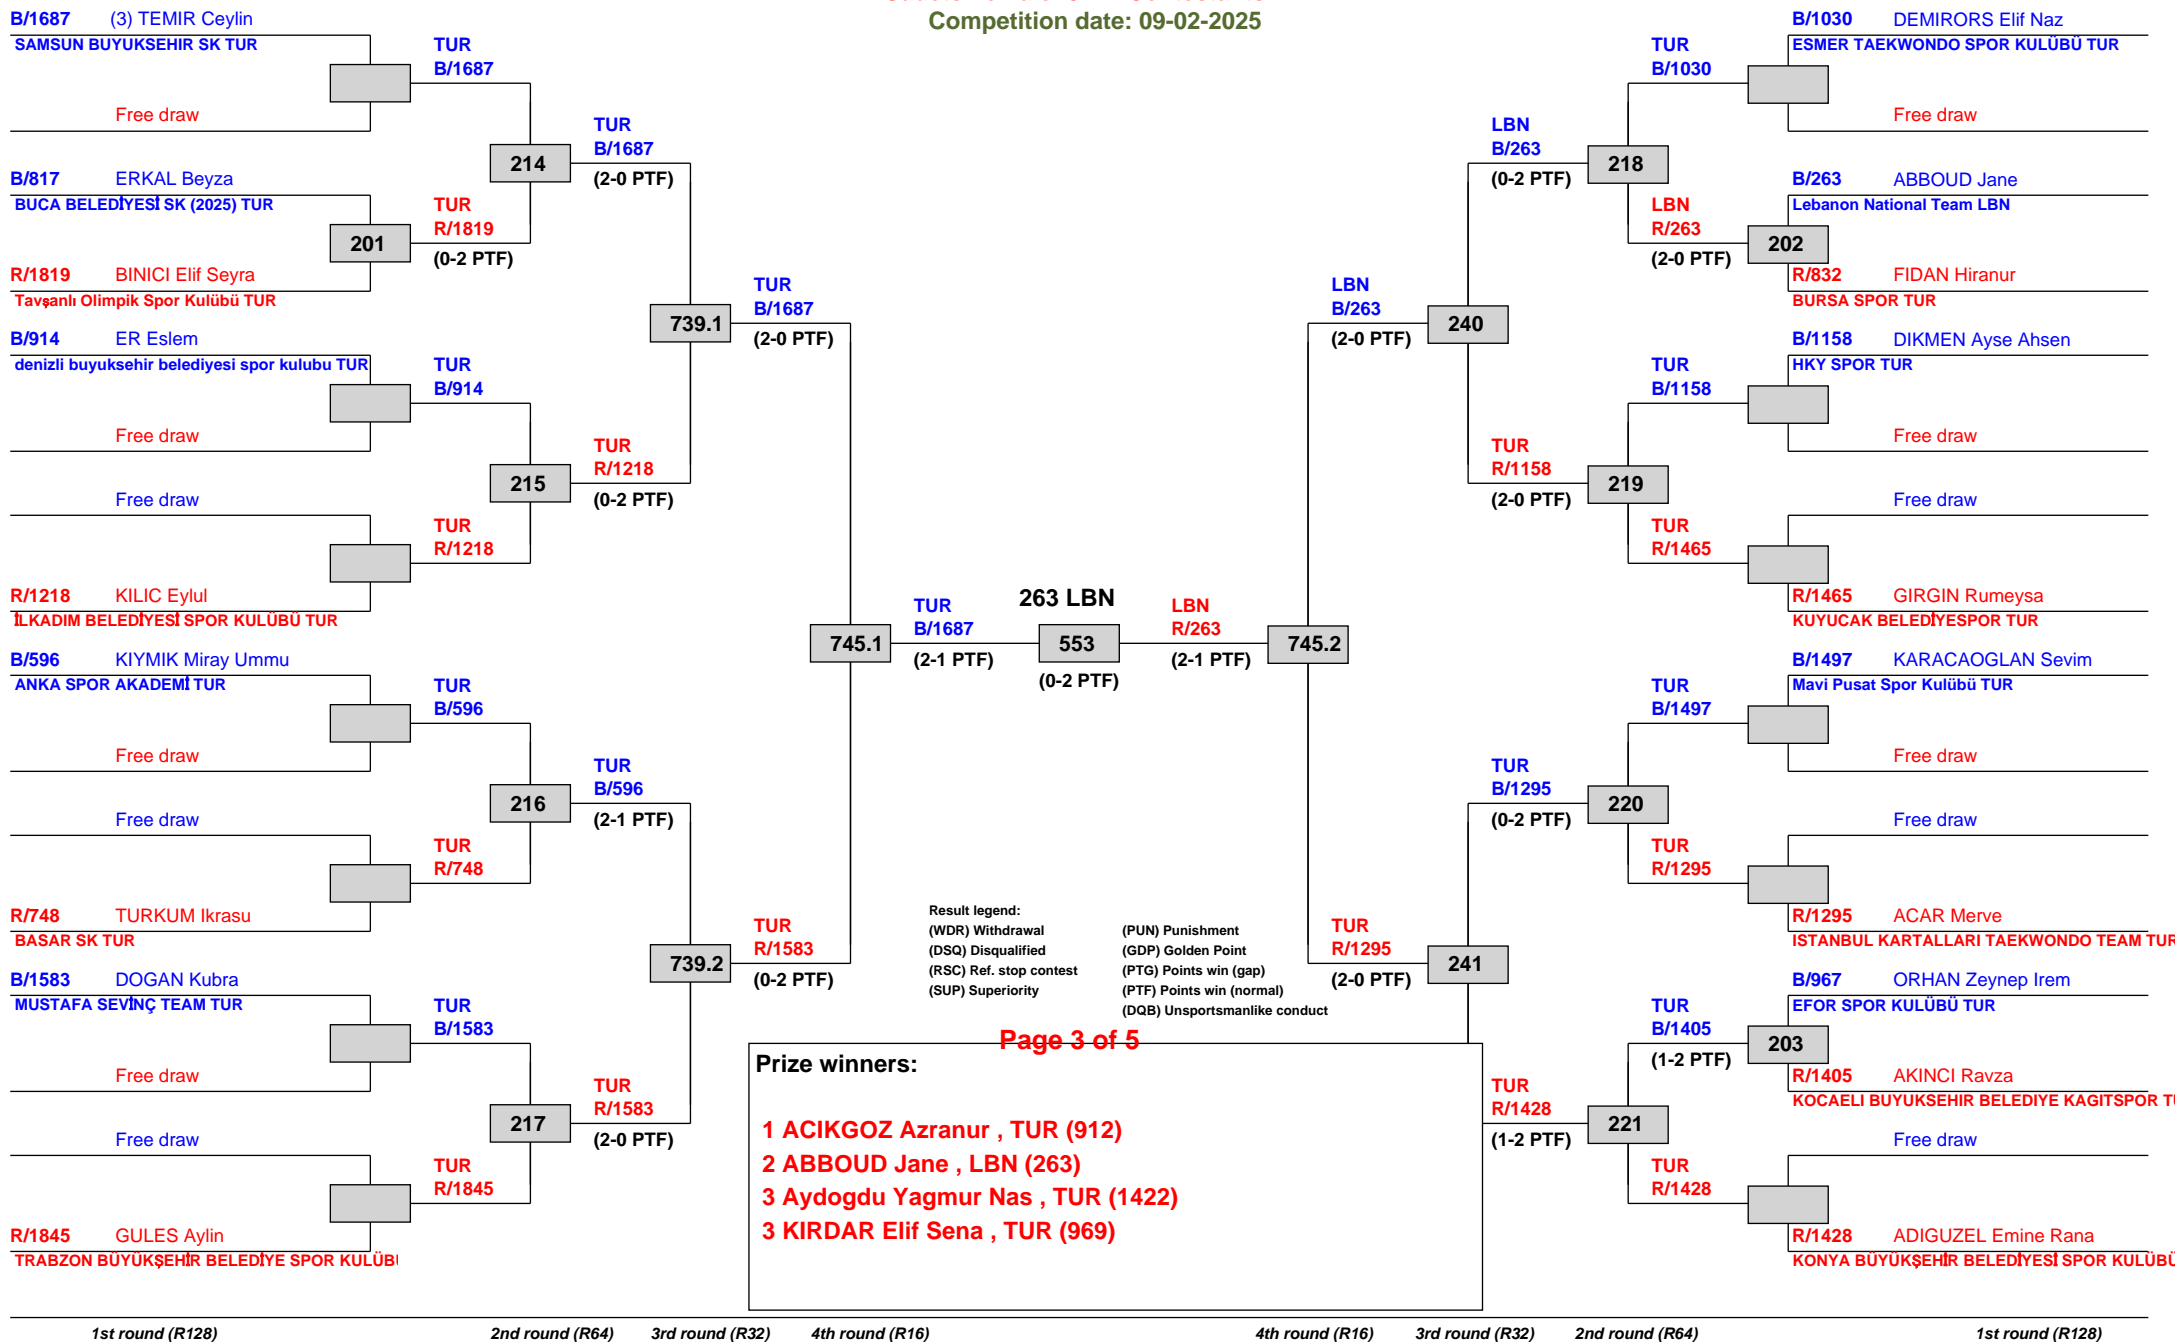 Competition date: 09-02-2025
B/1687 (3) TEMIR Ceylin
SAMSUN BUYUKSEHIR SK TUR
Free draw
B/817 ERKAL Beyza
BUCA BELEDİYESİ SK (2025) TUR
201
R/1819 BINICI Elif Seyra
Tavşanlı Olimpik Spor Kulübü TUR
B/914 ER Eslem
denizli buyuksehir belediyesi spor kulubu TUR
Free draw
Free draw
R/1218 KILIC Eylul
İLKADIM BELEDİYESİ SPOR KULÜBÜ TUR
B/596 KIYMIK Miray Ummu
ANKA SPOR AKADEMİ TUR
Free draw
Free draw
R/748 TURKUM Ikrasu
BASAR SK TUR
B/1583 DOGAN Kubra
MUSTAFA SEVİNÇ TEAM TUR
Free draw
Free draw
R/1845 GULES Aylin
TRABZON BÜYÜKŞEHİR BELEDİYE SPOR
TUR
B/1687
214
TUR
R/1819
(0-2 PTF)
TUR
B/914
215
TUR
R/1218
TUR
B/596
216
TUR
R/748
TUR
B/1583
217
TUR
R/1845
TUR
B/1687
(2-0 PTF)
739.1
TUR
R/1218
(0-2 PTF)
TUR
B/596
(2-1 PTF)
739.2
TUR
R/1583
(2-0 PTF)
TUR
B/1687
(2-0 PTF)
745.1
TUR
R/1583
(0-2 PTF)
TUR
B/1687
(2-1 PTF)
263 LBN
553
(0-2 PTF)
LBN
R/263
(2-1 PTF)
745.2
LBN
B/263
(2-0 PTF)
TUR
R/1295
(2-0 PTF)
LBN
B/263
(0-2 PTF)
240
TUR
R/1158
(2-0 PTF)
TUR
B/1295
(0-2 PTF)
241
TUR
R/1428
(1-2 PTF)
TUR
B/1030
218
LBN
R/263
(2-0 PTF)
TUR
B/1158
219
TUR
R/1465
TUR
B/1497
220
TUR
R/1295
TUR
B/1405
(1-2 PTF)
221
TUR
R/1428
B/1030 DEMIRORS Elif Naz
ESMER TAEKWONDO SPOR KULÜBÜ TUR
Free draw
B/263 ABBOUD Jane
Lebanon National Team LBN
202
R/832 FIDAN Hiranur
BURSA SPOR TUR
B/1158 DIKMEN Ayse Ahsen
HKY SPOR TUR
Free draw
Free draw
R/1465 GIRGIN Rumeysa
KUYUCAK BELEDİYESPOR TUR
B/1497 KARACAOGLAN Sevim
Mavi Pusat Spor Kulübü TUR
Free draw
Free draw
R/1295 ACAR Merve
ISTANBUL KARTALLARI TAEKWONDO TEAM TUR
B/967 ORHAN Zeynep Irem
EFOR SPOR KULÜBÜ TUR
203
R/1405 AKINCI Ravza
KOCAELI BUYUKSEHIR BELEDIYE KAGITSPOR
Free draw
R/1428 ADIGUZEL Emine Rana
KONYA BÜYÜKŞEHİR BELEDİYESİ SPOR KULÜBÜ
Result legend:
(WDR) Withdrawal
(DSQ) Disqualified
(RSC) Ref. stop contest
(SUP) Superiority
(PUN) Punishment
(GDP) Golden Point
(PTG) Points win (gap)
(PTF) Points win (normal)
(DQB) Unsportsmanlike conduct
Page 3 of 5
Prize winners:
1 ACIKGOZ Azranur , TUR (912)
2 ABBOUD Jane , LBN (263)
3 Aydogdu Yagmur Nas , TUR (1422)
3 KIRDAR Elif Sena , TUR (969)
1st round (R128) 2nd round (R64) 3rd round (R32) 4th round (R16) 4th round (R16) 3rd round (R32) 2nd round (R64) 1st round (R128)